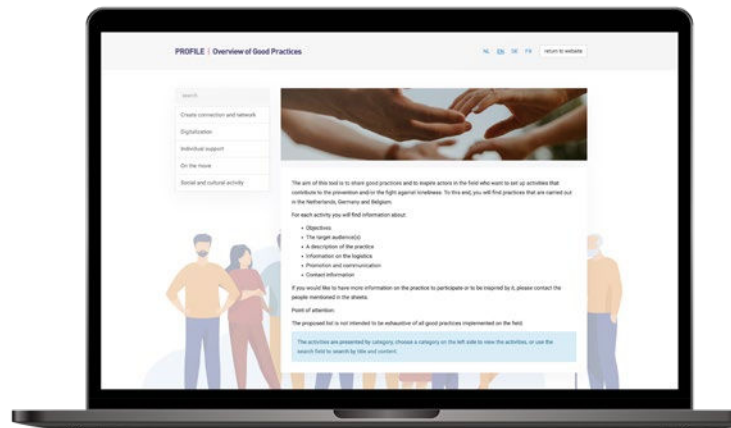 PROFILE | Overview of Good Practices
NL EN DE FR return to website
search
Create connection and network
Digitalization
Individual support
On the move
Social and cultural activity
The aim of this tool is to share good practices and to inspire actors in the field who want to set up activities that
contribute to the prevention and/or the fight against loneliness. To this end, you will find practices that are carried out
in the Netherlands, Germany and Belgium.
For each activity you will find information about:
• Objectives
• The target audience(s)
• A description of the practice
• Information on the logistics
• Promotion and communication
• Contact information
If you would like to have more information on the practice to participate or to be inspired by it, please contact the
people mentioned in the sheets.
Point of attention:
The proposed list is not intended to be exhaustive of all good practices implemented on the field.
The activities are presented by category, choose a category on the left side to view the activities, or use the
search field to search by title and content.